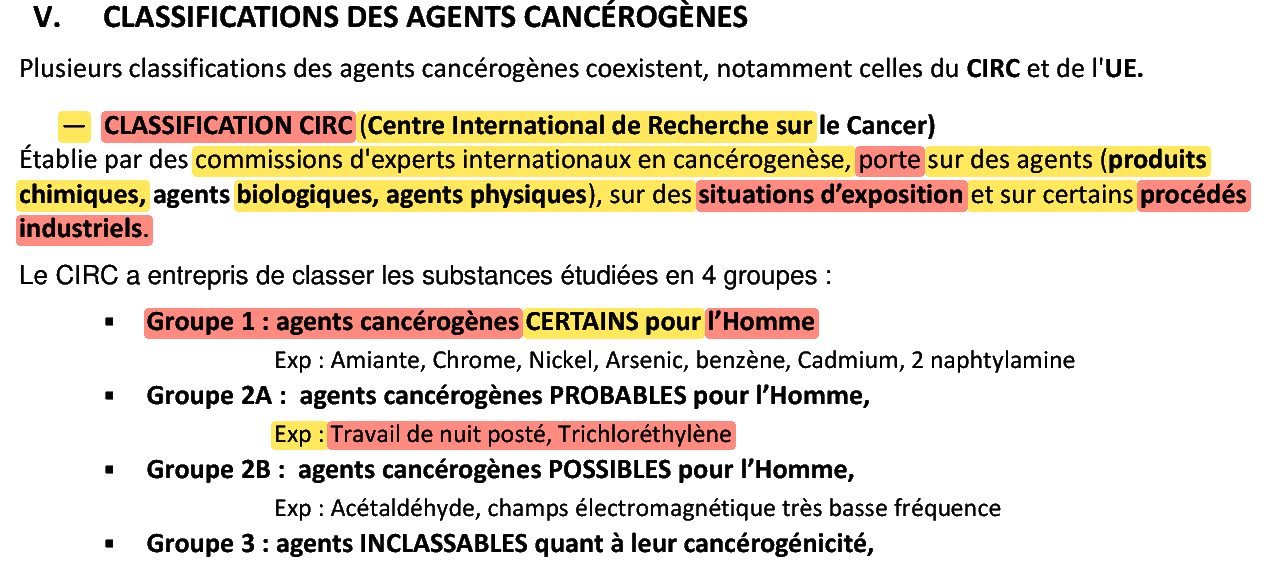 V. CLASSIFICATIONS DES AGENTS CANCÉROGÈNES
Plusieurs classifications des agents cancérogènes coexistent, notamment celles du CIRC et de l'UE.
— CLASSIFICATION CIRC (Centre International de Recherche sur le Cancer)
Établie par des commissions d'experts internationaux en cancérogenèse, porte sur des agents (produits
chimiques, agents biologiques, agents physiques), sur des situations d’exposition et sur certains procédés
industriels.
Le CIRC a entrepris de classer les substances étudiées en 4 groupes :
▪ Groupe 1 : agents cancérogènes CERTAINS pour l’Homme
Exp : Amiante, Chrome, Nickel, Arsenic, benzène, Cadmium, 2 naphtylamine
▪ Groupe 2A : agents cancérogènes PROBABLES pour l’Homme,
Exp : Travail de nuit posté, Trichloréthylène
▪ Groupe 2B : agents cancérogènes POSSIBLES pour l’Homme,
Exp : Acétaldéhyde, champs électromagnétique très basse fréquence
▪ Groupe 3 : agents INCLASSABLES quant à leur cancérogénicité,